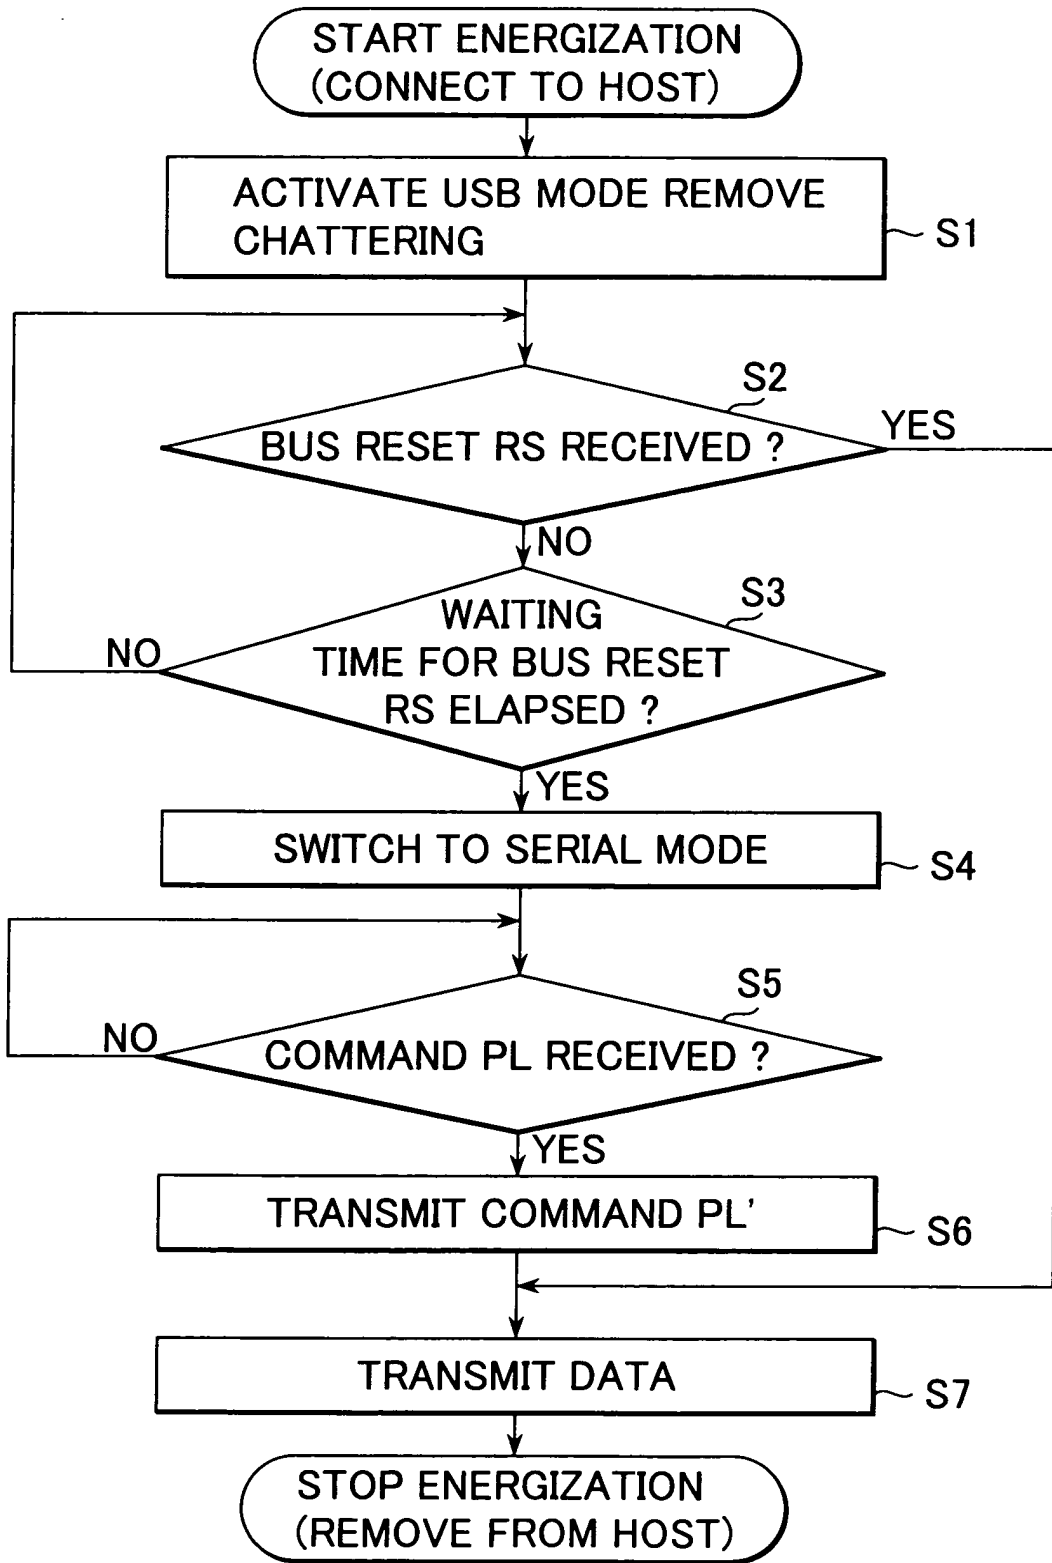 START ENERGIZATION
(CONNECT TO HOST)
ACTIVATE USB MODE REMOVE
CHATTERING
S1
S2
YES
BUS RESET RS RECEIVED ?
NO
S3
WAITING
TIME FOR BUS RESET
RS ELAPSED ?
NO
YES
SWITCH TO SERIAL MODE
S4
S5
NO
COMMAND PL RECEIVED ?
YES
TRANSMIT COMMAND PL'
S6
TRANSMIT DATA
S7
STOP ENERGIZATION
(REMOVE FROM HOST)